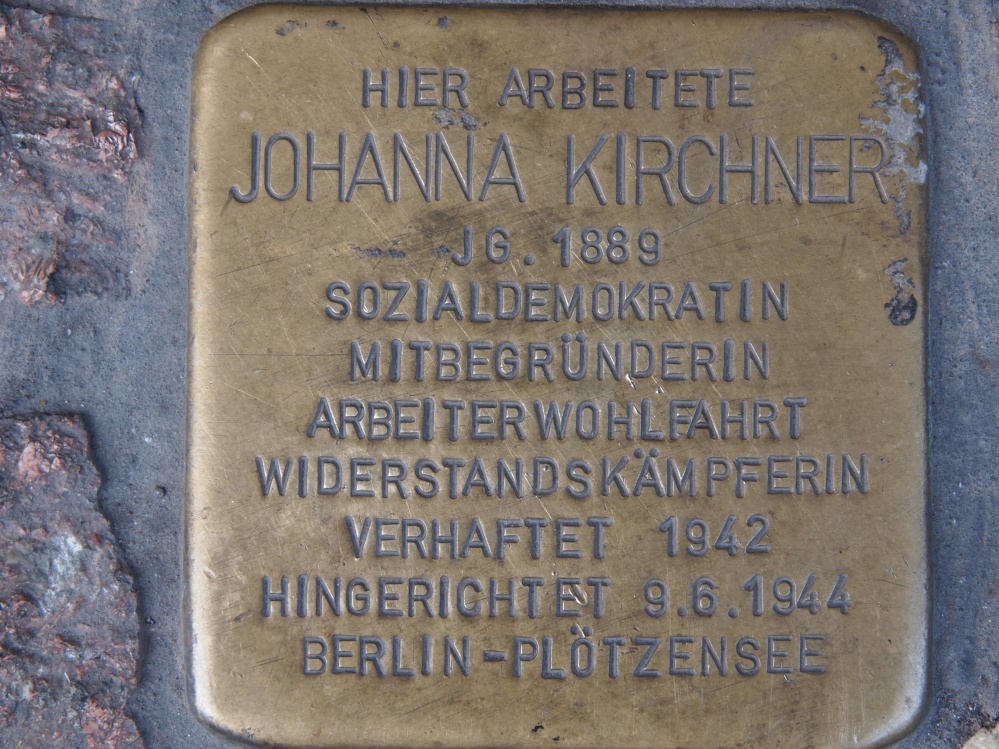 HIER ARBEITETE
JOHANNA KIRCHNER
JG. 1889
SOZIALDEMOKRATIN
MITBEGRÜNDERIN
ARBEITERWOHLFAHRT
WIDERSTANDSKÄMPFERIN
VERHAFTET 1942
HINGERICHTET 9.6.1944
BERLIN-PLÖTZENSEE